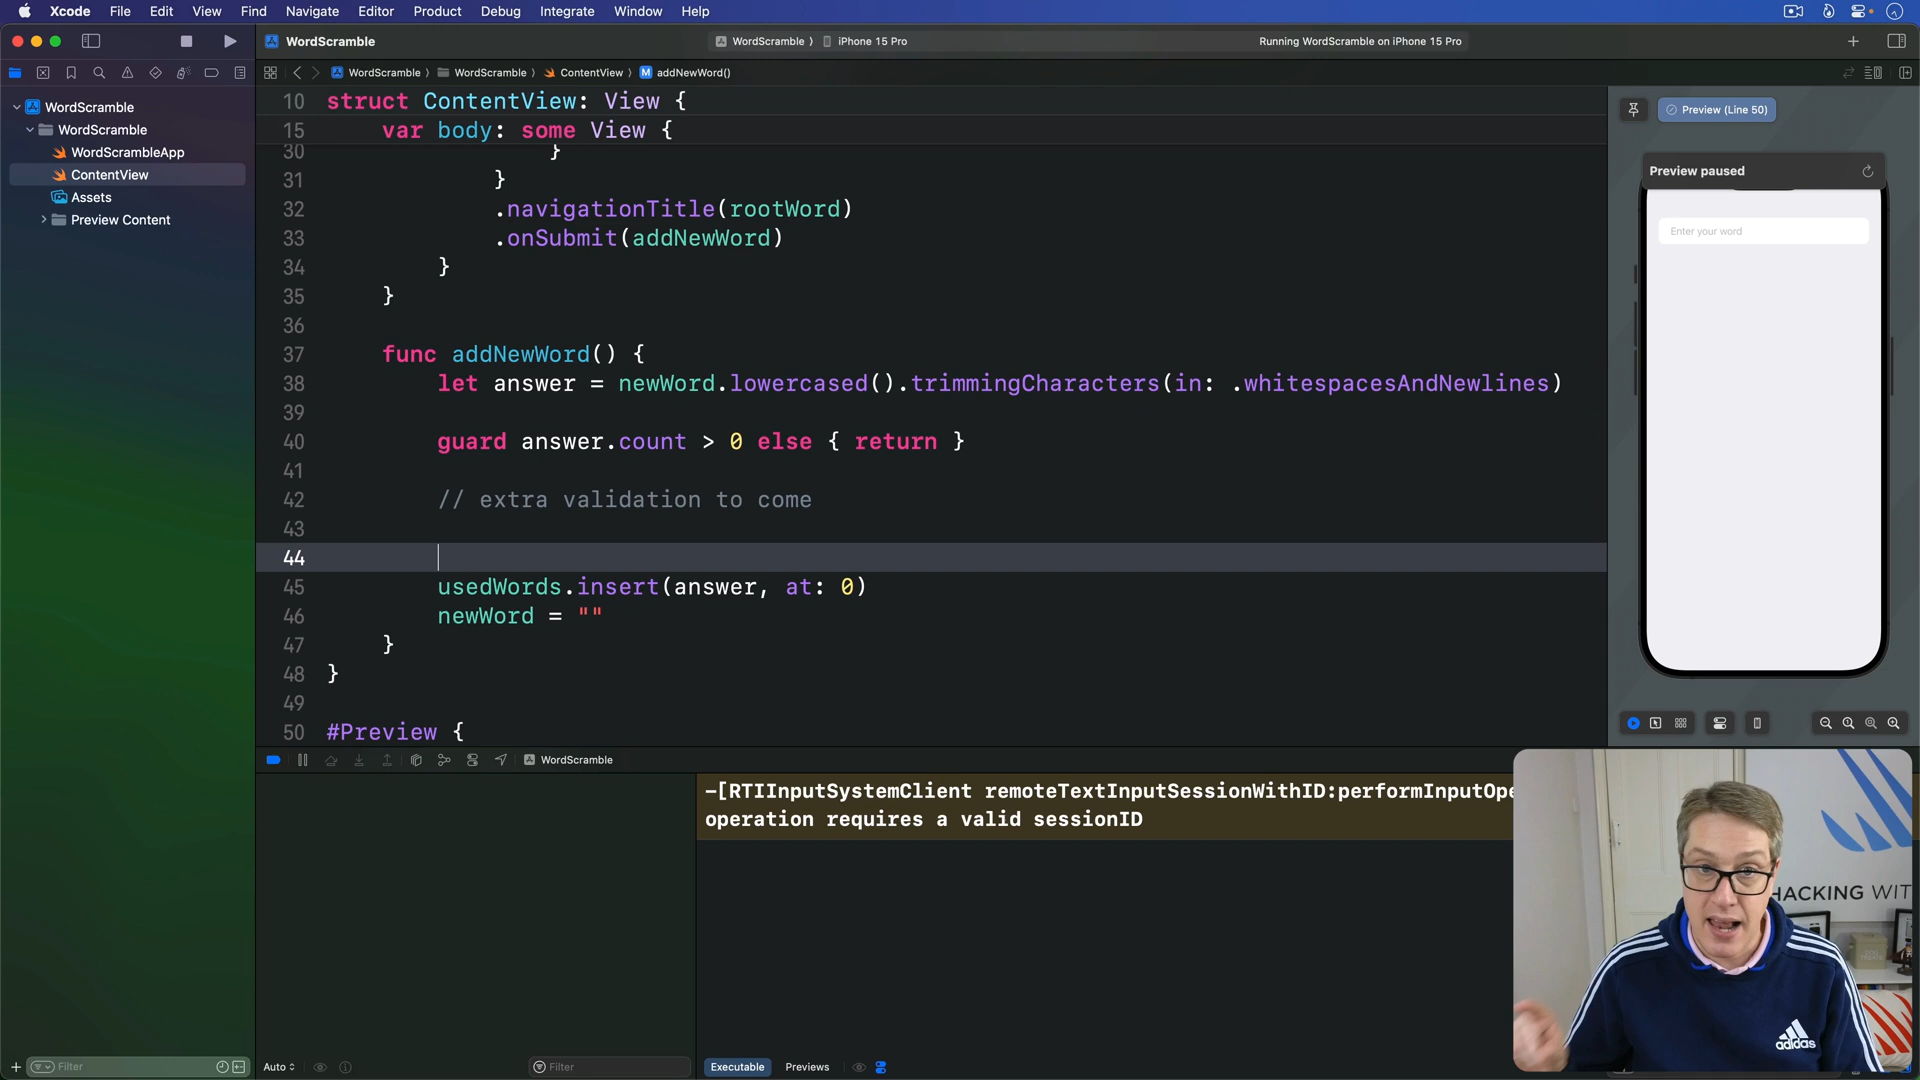 Xcode File Edit View Find Navigate Editor Product Debug Integrate Window Help
WordScramble
WordScramble 〉 iPhone 15 Pro
Running WordScramble on iPhone 15 Pro
WordScramble 〉 WordScramble 〉 ContentView 〉 M addNewWord()
WordScramble
WordScramble
WordScrambleApp
ContentView
Assets
Preview Content
10 struct ContentView: View {
15 var body: some View {
30 }
31 }
32 .navigationTitle(rootWord)
33 .onSubmit(addNewWord)
34 }
35 }
36
37 func addNewWord() {
38 let answer = newWord.lowercased().trimmingCharacters(in: .whitespacesAndNewlines)
39
40 guard answer.count > 0 else { return }
41
42 // extra validation to come
43
44
45 usedWords.insert(answer, at: 0)
46 newWord = ""
47 }
48 }
49
50 #Preview {
Preview (Line 50)
Preview paused
Enter your word
WordScramble
-[RTIInputSystemClient remoteTextInputSessionWithID:performInputOpe
operation requires a valid sessionID
HACKING WIT
adidas
Filter
Auto
Filter
Executable
Previews